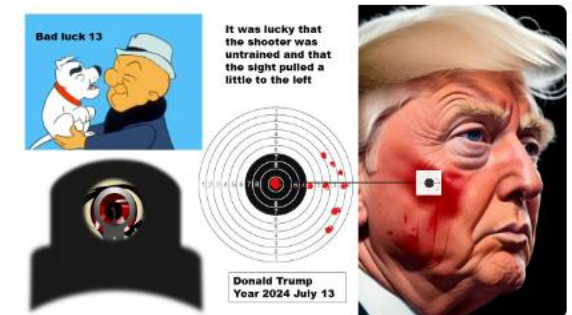 Bad luck 13
It was lucky that
the shooter was
untrained and that
the sight pulled a
little to the left
Donald Trump
Year 2024 July 13